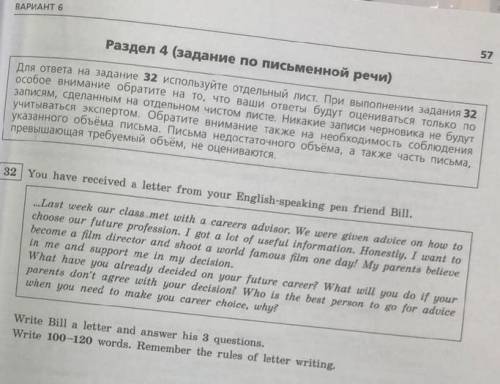 ВАРИАНТ 6
57
Раздел 4 (задание по письменной речи)
Для ответа на задание 32 используйте отдельный лист. При выполнении задания 32
особое внимание обратите на то, что ваши ответы будут оцениваться только по
записям, сделанным на отдельном чистом листе. Никакие записи черновика не будут
учитываться экспертом. Обратите внимание также на необходимость соблюдения
указанного объёма письма. Письма недостаточного объёма, а также часть письма,
превышающая требуемый объём, не оцениваются.
32 You have received a letter from your English-speaking pen friend Bill.
...Last week our class met with a careers advisor. We were given advice on how to
choose our future profession. I got a lot of useful information. Honestly, I want to
become a film director and shoot a world famous film one day! My parents believe
in me and support me in my decision.
What have you already decided on your future career? What will you do if your
parents don't agree with your decision? Who is the best person to go for advice
when you need to make you career choice, why?
Write Bill a letter and answer his 3 questions.
Write 100–120 words. Remember the rules of letter writing.